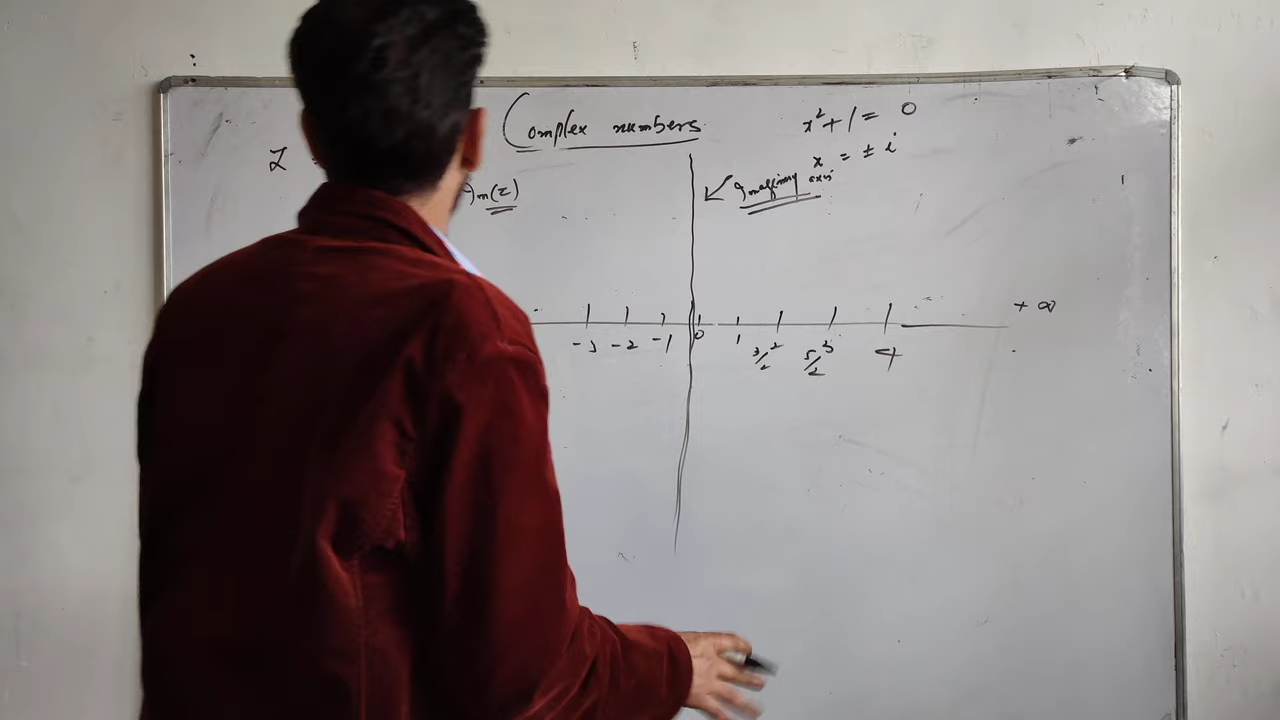 Complex numbers
x² + 1 = 0
x = ± i
Z
Im(z)
Imaginary axis
+ ∞
-3 -2 -1 0 1 2 3 4
3/2 5/2